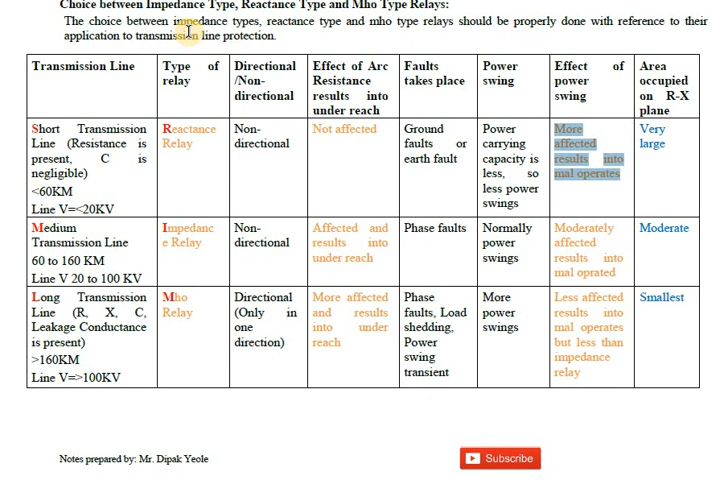 Choice between Impedance Type, Reactance Type and Mho Type Relays:
The choice between impedance types, reactance type and mho type relays should be properly done with reference to their
application to transmission line protection.
Transmission Line
Type of
relay
Directional
/Non-
directional
Effect of Arc
Resistance
results into
under reach
Faults
takes place
Power
swing
Effect of
power
swing
Area
occupied
on R-X
plane
Short Transmission
Line (Resistance is
present, C is
negligible)
<60KM
Line V=<20KV
Reactance
Relay
Non-
directional
Not affected
Ground
faults or
earth fault
Power
carrying
capacity is
less, so
less power
swings
More
affected
results into
mal operates
Very
large
Medium
Transmission Line
60 to 160 KM
Line V 20 to 100 KV
Impedanc
e Relay
Non-
directional
Affected and
results into
under reach
Phase faults
Normally
power
swings
Moderately
affected
results into
mal oprated
Moderate
Long Transmission
Line (R, X, C,
Leakage Conductance
is present)
>160KM
Line V=>100KV
Mho
Relay
Directional
(Only in
one
direction)
More affected
and results
into under
reach
Phase
faults, Load
shedding,
Power
swing
transient
More
power
swings
Less affected
results into
mal operates
but less than
impedance
relay
Smallest
Notes prepared by: Mr. Dipak Yeole
Subscribe